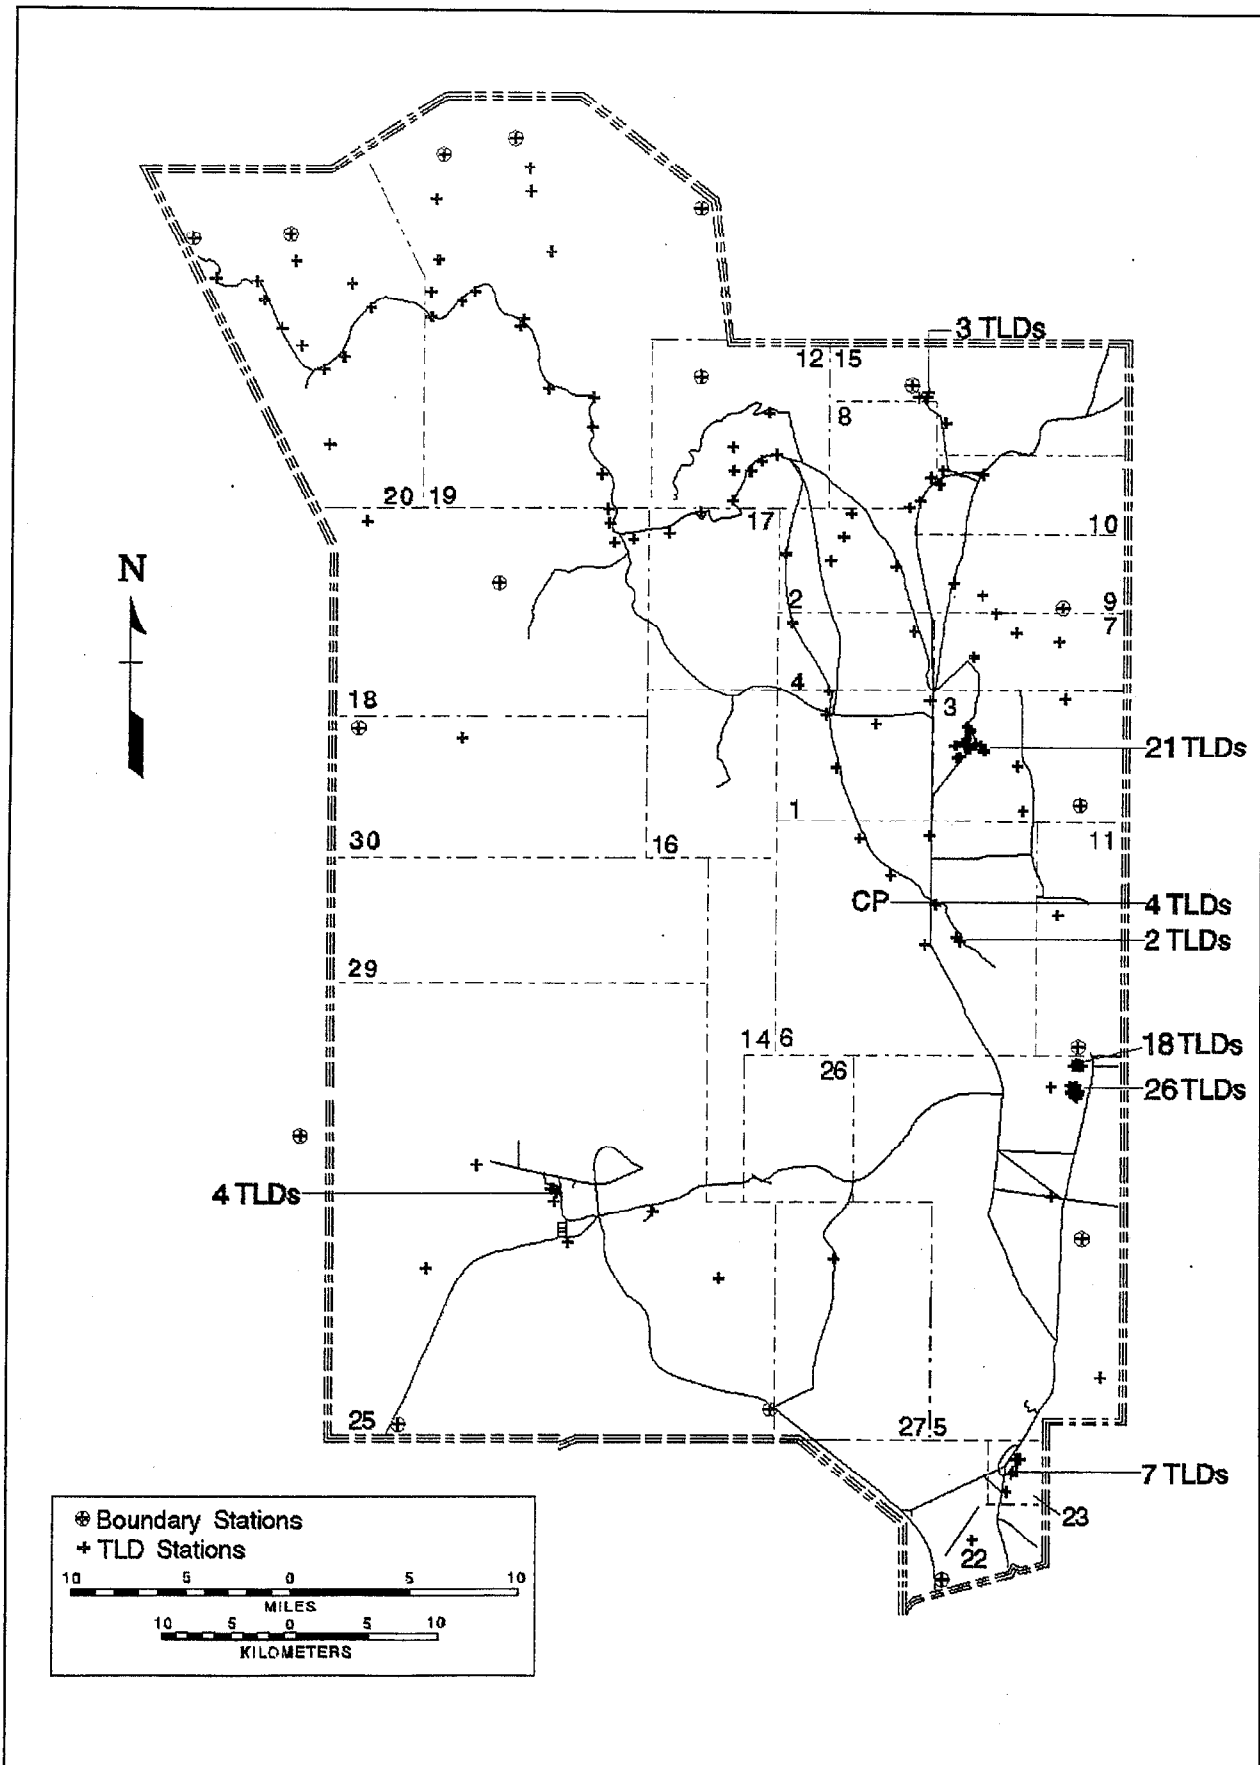 3 TLDs
12 15
8
20 19
17
10
N
2
9
7
18
4
3
21 TLDs
1
11
30
16
CP
4 TLDs
2 TLDs
29
14 6
18 TLDs
26
26 TLDs
4 TLDs
25
27 5
7 TLDs
23
22
Boundary Stations
TLD Stations
10 5 0 5 10
MILES
10 5 0 5 10
KILOMETERS